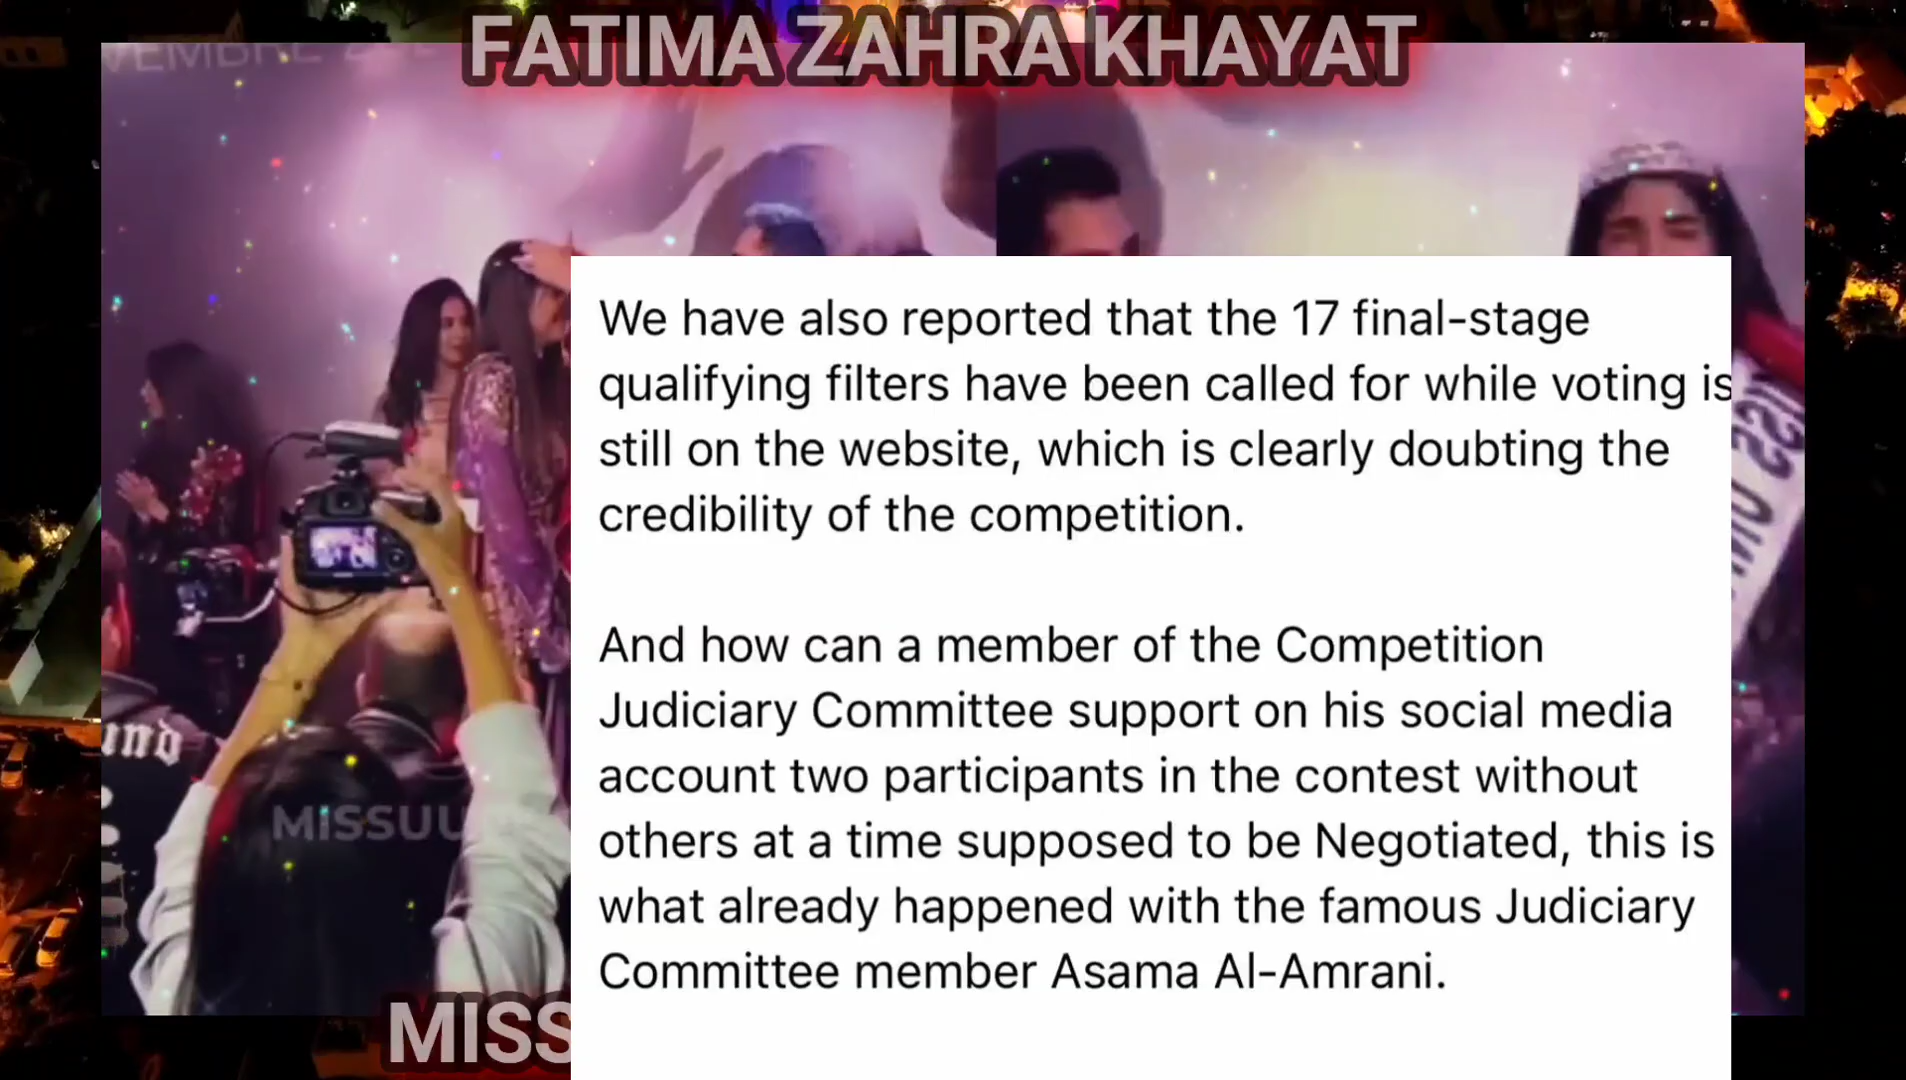 FATIMA ZAHRA KHAYAT
We have also reported that the 17 final-stage
qualifying filters have been called for while voting is
still on the website, which is clearly doubting the
credibility of the competition.
And how can a member of the Competition
Judiciary Committee support on his social media
account two participants in the contest without
others at a time supposed to be Negotiated, this is
what already happened with the famous Judiciary
Committee member Asama Al-Amrani.
MISSUU
MISS